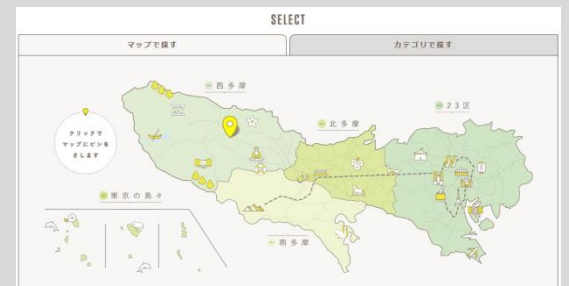 SELECT
マップで探す
カテゴリで探す
西多摩
23区
北多摩
クリックで
マップにピンを
さします
東京の島々
南多摩